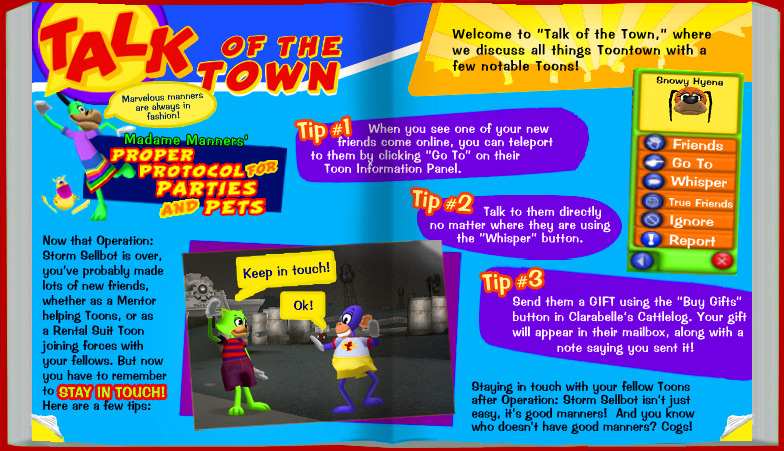 TALK OF THE
TOWN
Welcome to "Talk of the Town," where
we discuss all things Toontown with a
few notable Toons!
Marvelous manners
are always in
fashion!
Madame Manners'
PROPER
PROTOCOL FOR
PARTIES
AND PETS
Now that Operation:
Storm Sellbot is over,
you've probably made
lots of new friends,
whether as a Mentor
helping Toons, or as
a Rental Suit Toon
joining forces with
your fellows. But now
you have to remember
to STAY IN TOUCH!
Here are a few tips:
Keep in touch!
Ok!
Tip #1 When you see one of your new
friends come online, you can teleport
to them by clicking "Go To" on their
Toon Information Panel.
Tip #2 Talk to them directly
no matter where they are using
the "Whisper" button.
Tip #3
Send them a GIFT using the "Buy Gifts"
button in Clarabelle's Cattlelog. Your gift
will appear in their mailbox, along with a
note saying you sent it!
Snowy Hyena
Friends
Go To
Whisper
True Friends
Ignore
Report
Staying in touch with your fellow Toons
after Operation: Storm Sellbot isn't just
easy, it's good manners! And you know
who doesn't have good manners? Cogs!